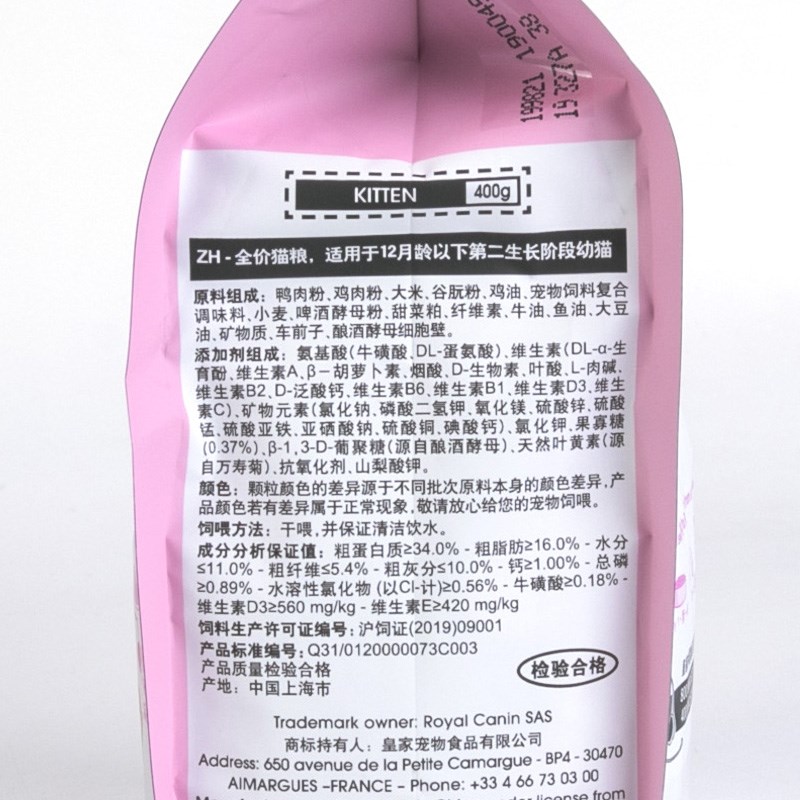 KITTEN 400g
ZH - 全价猫粮，适用于12月龄以下第二生长阶段幼猫
原料组成：鸭肉粉、鸡肉粉、大米、谷朊粉、鸡油、宠物饲料复合
调味料、小麦、啤酒酵母粉、甜菜粕、纤维素、牛油、鱼油、大豆
油、矿物质、车前子、酿酒酵母细胞壁。
添加剂组成：氨基酸(牛磺酸、DL-蛋氨酸)、维生素(DL-α-生
育酚、维生素A、β-胡萝卜素、烟酸、D-生物素、叶酸、L-肉碱、
维生素B2、D-泛酸钙、维生素B6、维生素B1、维生素D3、维生
素C)、矿物元素(氯化钠、磷酸二氢钾、氧化镁、硫酸锌、硫酸
锰、硫酸亚铁、亚硒酸钠、硫酸铜、碘酸钙)、氯化钾、果寡糖
(0.37%)、β-1,3-D-葡聚糖(源自酿酒酵母)、天然叶黄素(源
自万寿菊)、抗氧化剂、山梨酸钾。
颜色：颗粒颜色的差异源于不同批次原料本身的颜色差异，产
品颜色若有差异属于正常现象，敬请放心给您的宠物饲喂。
饲喂方法：干喂，并保证清洁饮水。
成分分析保证值：粗蛋白质≥34.0% - 粗脂肪≥16.0% - 水分
≤11.0% - 粗纤维≤5.4% - 粗灰分≤10.0% - 钙≥1.00% - 总磷
≥0.89% - 水溶性氯化物 (以Cl-计)≥0.56% - 牛磺酸≥0.18% -
维生素D3≥560 mg/kg - 维生素E≥420 mg/kg
饲料生产许可证编号：沪饲证(2019)09001
产品标准编号：Q31/0120000073C003
产品质量检验合格
检验合格
产地：中国上海市
Trademark owner: Royal Canin SAS
商标持有人：皇家宠物食品有限公司
Address: 650 avenue de la Petite Camargue - BP4 - 30470
AIMARGUES –FRANCE – Phone: +33 4 66 73 03 00